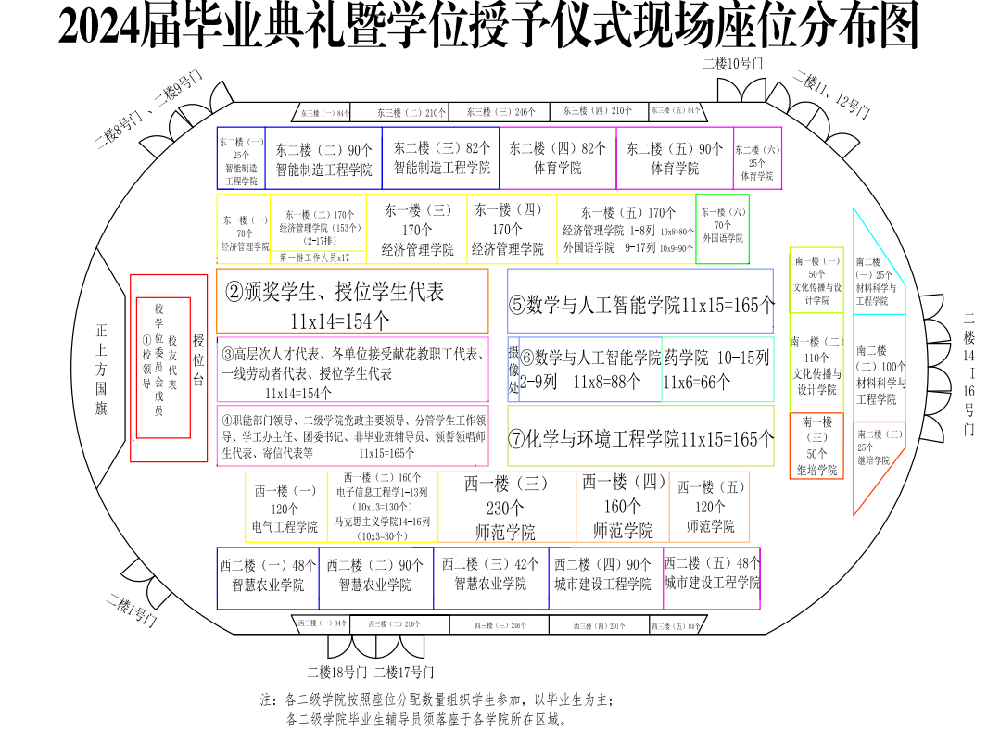 2024届毕业典礼暨学位授予仪式现场座位分布图
二楼8号门、二楼9号门
二楼10号门
二楼11、12号门
东三楼（一）84个
东三楼（二）210个
东三楼（三）246个
东三楼（四）210个
东三楼（五）84个
东二楼（一）
25个
智能制造
工程学院
东二楼（二）90个
智能制造工程学院
东二楼（三）82个
智能制造工程学院
东二楼（四）82个
体育学院
东二楼（五）90个
体育学院
东二楼（六）
25个
体育学院
东一楼（一）
70个
经济管理学院
东一楼（二）170个
经济管理学院（153个）
（2-17排）
第一排工作人员x17
东一楼（三）
170个
经济管理学院
东一楼（四）
170个
经济管理学院
东一楼（五）170个
经济管理学院 1-8列 10x8=80个
外国语学院 9-17列 10x9=90个
东一楼（六）
70个
外国语学院
正上方国旗
①校领导
校学位委员会成员
校友代表
授位台
②颁奖学生、授位学生代表
11x14=154个
③高层次人才代表、各单位接受献花教职工代表、
一线劳动者代表、授位学生代表
11x14=154个
④职能部门领导、二级学院党政主要领导、分管学生工作领
导、学工办主任、团委书记、非毕业班辅导员、领誓领唱师
生代表、寄信代表等 11x15=165个
⑤数学与人工智能学院11x15=165个
摄像处
⑥数学与人工智能学院
2-9列 11x8=88个
药学院 10-15列
11x6=66个
⑦化学与环境工程学院11x15=165个
南一楼（一）
50个
文化传播与设
计学院
南一楼（二）
110个
文化传播与
设计学院
南一楼
（三）
50个
继培学院
南二楼
（一）25个
材料科学与
工程学院
南二楼
（二）100个
材料科学与
工程学院
南二楼（三）
25个
继培学院
二楼14-16号门
西一楼（一）
120个
电气工程学院
西一楼（二）160个
电子信息工程学1-13列
（10x13=130个）
马克思主义学院14-16列
（10x3=30个）
西一楼（三）
230个
师范学院
西一楼（四）
160个
师范学院
西一楼（五）
120个
师范学院
西二楼（一）48个
智慧农业学院
西二楼（二）90个
智慧农业学院
西二楼（三）42个
智慧农业学院
西二楼（四）90个
城市建设工程学院
西二楼（五）48个
城市建设工程学院
二楼1号门
西三楼（一）84个
西三楼（二）210个
西三楼（三）246个
西三楼（四）201个
西三楼（五）84个
二楼18号门 二楼17号门
注：各二级学院按照座位分配数量组织学生参加，以毕业生为主；
各二级学院毕业生辅导员须落座于各学院所在区域。